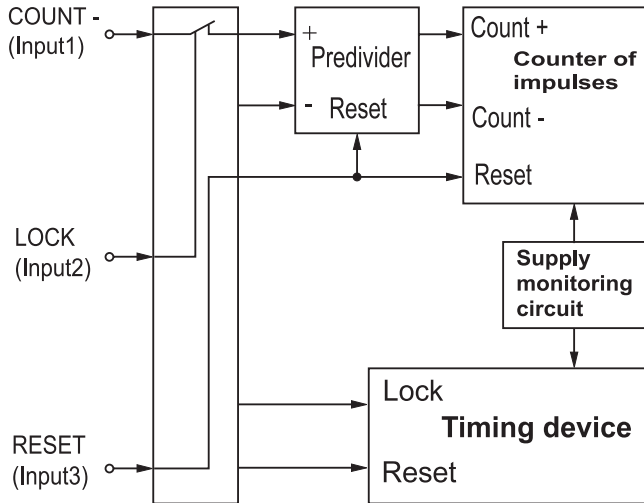 COUNT -
(Input1)
+
Predivider
- Reset
Count +
Counter of
impulses
Count -
Reset
LOCK
(Input2)
Supply
monitoring
circuit
Lock
Timing device
Reset
RESET
(Input3)